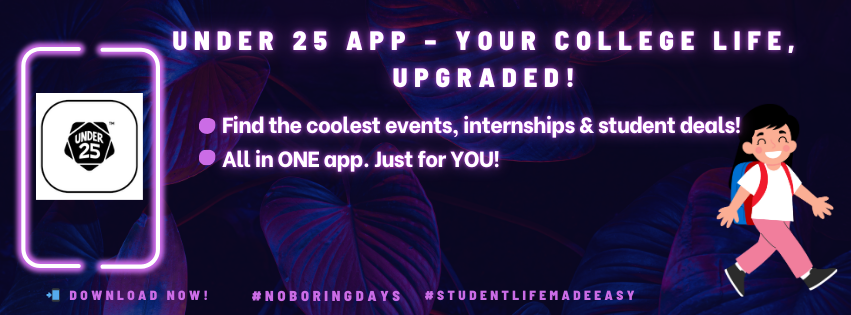 UNDER 25 APP – YOUR COLLEGE LIFE,
UPGRADED!
UNDER
25
TM
Find the coolest events, internships & student deals!
All in ONE app. Just for YOU!
📲 DOWNLOAD NOW!
#NOBORINGDAYS
#STUDENTLIFEMADEEASY